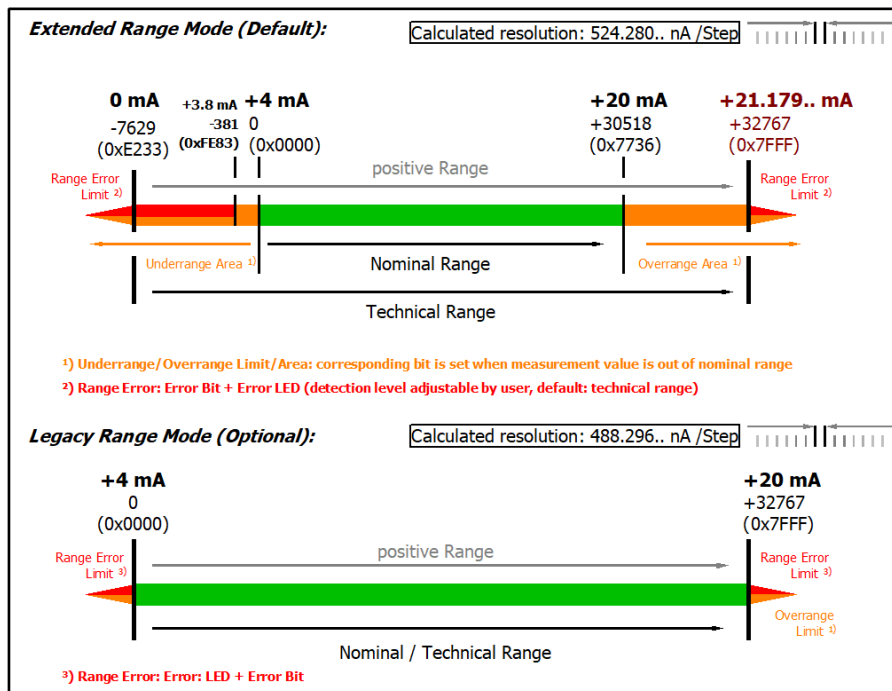 Extended Range Mode (Default):
Calculated resolution: 524.280.. nA /Step
0 mA
-7629
(0xE233)
+3.8 mA
-381
(0xFE83)
+4 mA
0
(0x0000)
+20 mA
+30518
(0x7736)
+21.179.. mA
+32767
(0x7FFF)
Range Error
Limit ²⁾
positive Range
Range Error
Limit ²⁾
Underrange Area ¹⁾
Nominal Range
Overrange Area ¹⁾
Technical Range
¹) Underrange/Overrange Limit/Area: corresponding bit is set when measurement value is out of nominal range
²) Range Error: Error Bit + Error LED (detection level adjustable by user, default: technical range)
Legacy Range Mode (Optional):
Calculated resolution: 488.296.. nA /Step
+4 mA
0
(0x0000)
+20 mA
+32767
(0x7FFF)
Range Error
Limit ³⁾
positive Range
Range Error
Limit ³⁾
Overrange
Limit ¹⁾
Nominal / Technical Range
³) Range Error: Error: LED + Error Bit